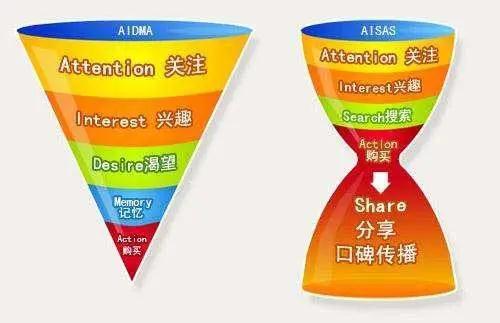 AIDMA
Attention 关注
Interest 兴趣
Desire渴望
Memory
记忆
Action
购买
AISAS
Attention 关注
Interest兴趣
Search搜索
Action
购买
Share
分享
口碑传播